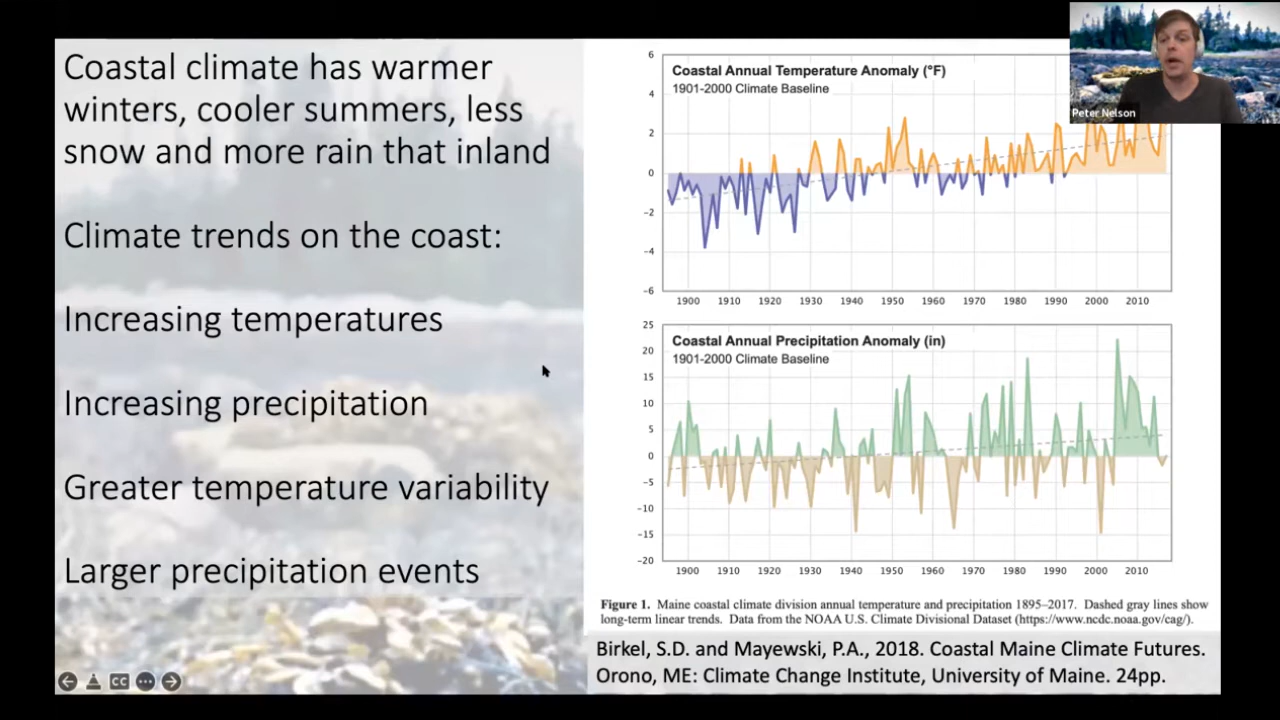 Coastal climate has warmer
winters, cooler summers, less
snow and more rain that inland
Climate trends on the coast:
Increasing temperatures
Increasing precipitation
Greater temperature variability
Larger precipitation events
CC
6
Coastal Annual Temperature Anomaly (°F)
1901-2000 Climate Baseline
4
2
0
−2
−4
−6
1900 1910 1920 1930 1940 1950 1960 1970 1980 1990 2000 2010
25
Coastal Annual Precipitation Anomaly (in)
20
1901-2000 Climate Baseline
15
10
5
0
−5
−10
−15
−20
1900 1910 1920 1930 1940 1950 1960 1970 1980 1990 2000 2010
Figure 1. Maine coastal climate division annual temperature and precipitation 1895–2017. Dashed gray lines show
long-term linear trends. Data from the NOAA U.S. Climate Divisional Dataset (https://www.ncdc.noaa.gov/cag/).
Birkel, S.D. and Mayewski, P.A., 2018. Coastal Maine Climate Futures.
Orono, ME: Climate Change Institute, University of Maine. 24pp.
Peter Nelson